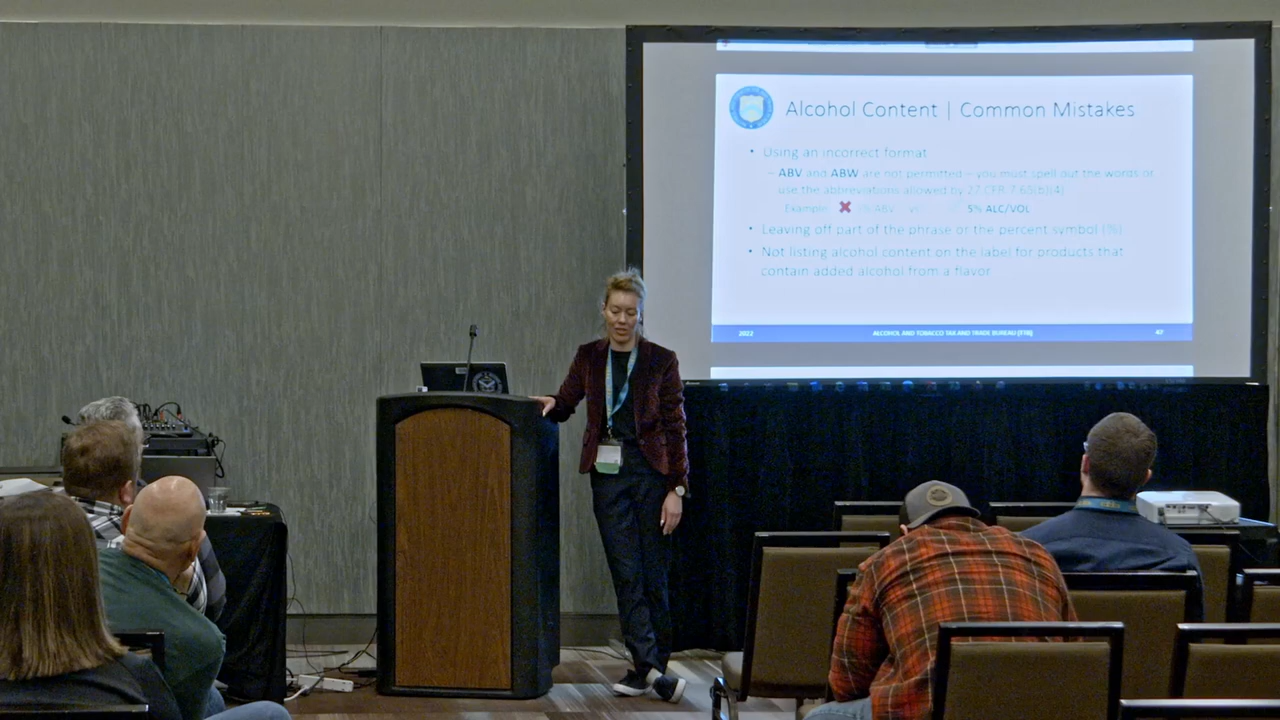 Alcohol Content | Common Mistakes
• Using an incorrect format
– ABV and ABW are not permitted – you must spell out the words or
use the abbreviations allowed by 27 CFR 7.65(b)(4)
Example: 5% ALC/VOL
• Leaving off part of the phrase or the percent symbol (%)
• Not listing alcohol content on the label for products that
contain added alcohol from a flavor
2022 ALCOHOL AND TOBACCO TAX AND TRADE BUREAU (TTB) 47